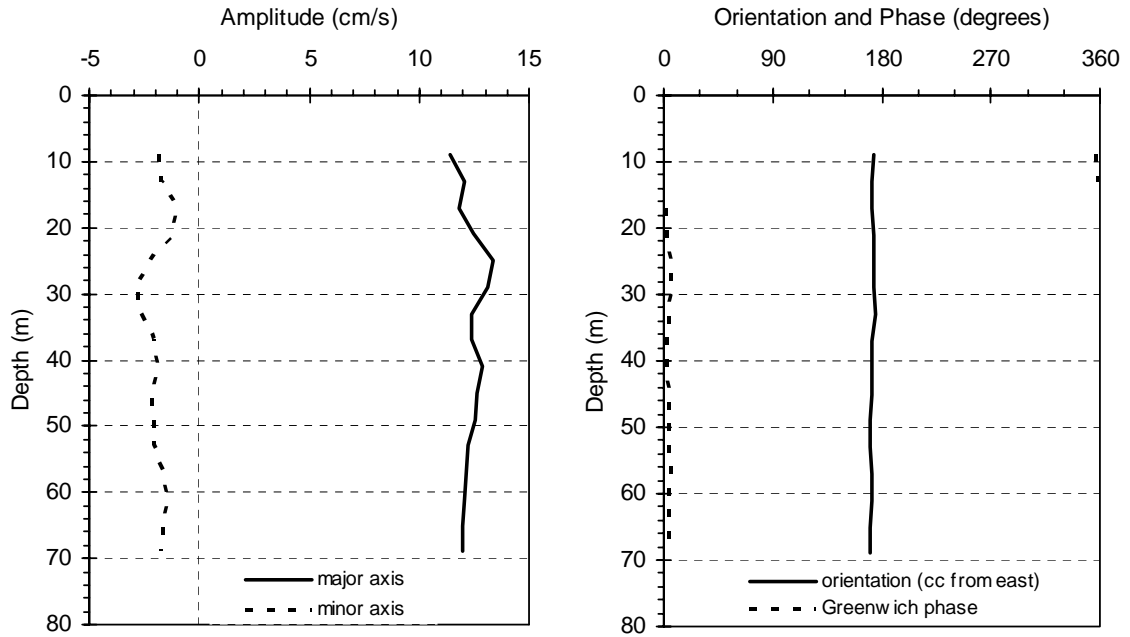 Amplitude (cm/s)
-5 0 5 10 15
0
10
20
30
40
50
60
70
80
Depth (m)
major axis
minor axis
Orientation and Phase (degrees)
0 90 180 270 360
0
10
20
30
40
50
60
70
80
Depth (m)
orientation (cc from east)
Greenwich phase